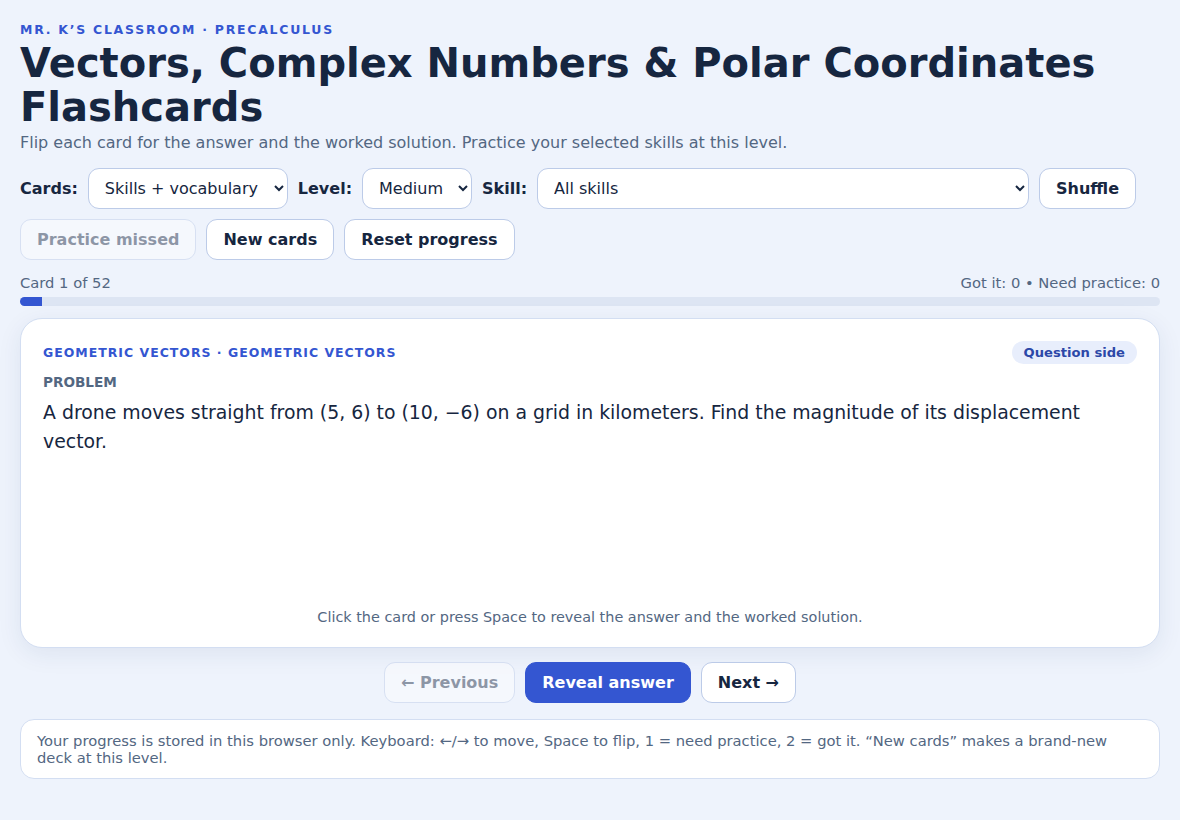 MR. K’S CLASSROOM · PRECALCULUS
Vectors, Complex Numbers & Polar Coordinates
Flashcards
Flip each card for the answer and the worked solution. Practice your selected skills at this level.
Cards: Skills + vocabulary Level: Medium Skill: All skills Shuffle
Practice missed New cards Reset progress
Card 1 of 52 Got it: 0 • Need practice: 0
GEOMETRIC VECTORS · GEOMETRIC VECTORS Question side
PROBLEM
A drone moves straight from (5, 6) to (10, −6) on a grid in kilometers. Find the magnitude of its displacement
vector.
Click the card or press Space to reveal the answer and the worked solution.
← Previous Reveal answer Next →
Your progress is stored in this browser only. Keyboard: ←/→ to move, Space to flip, 1 = need practice, 2 = got it. “New cards” makes a brand-new
deck at this level.